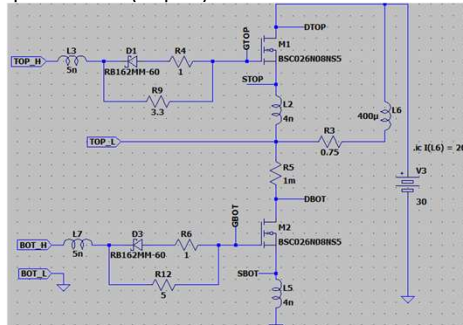 DTOP
L3
D1
R4
GTOP
M1
TOP_H
5n
RB162MM-60
1
BSC026N08NS5
STOP
R9
3.3
L2
4n
L6
400µ
TOP_L
R3
0.75
.ic I(L6) = 20
R5
1m
V3
30
DBOT
L7
D3
R6
GBOT
M2
BOT_H
5n
RB162MM-60
1
BSC026N08NS5
BOT_L
R12
5
SBOT
L5
4n